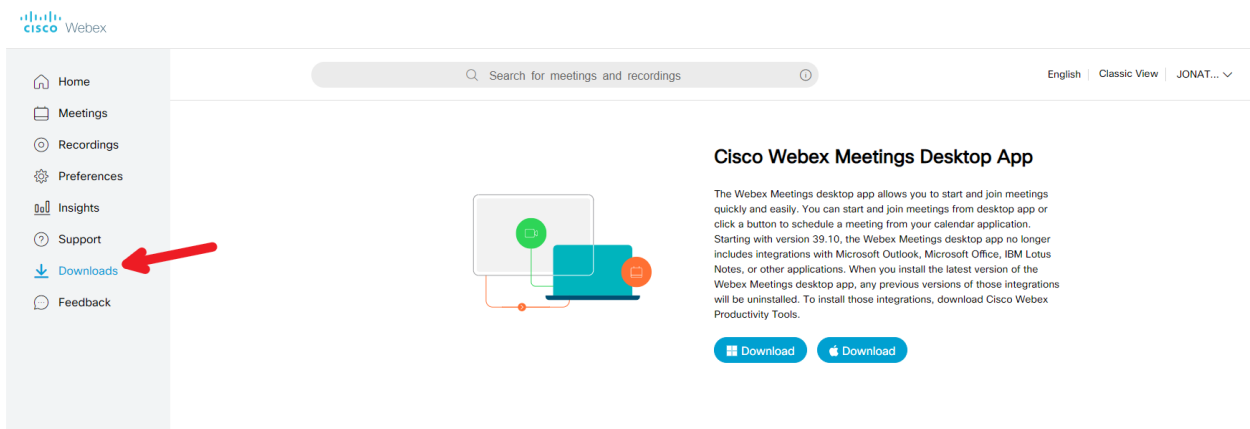 CISCO Webex
Home
Meetings
Recordings
Preferences
Insights
Support
Downloads
Feedback
Search for meetings and recordings
English
Classic View
JONAT...
Cisco Webex Meetings Desktop App
The Webex Meetings desktop app allows you to start and join meetings
quickly and easily. You can start and join meetings from desktop app or
click a button to schedule a meeting from your calendar application.
Starting with version 39.10, the Webex Meetings desktop app no longer
includes integrations with Microsoft Outlook, Microsoft Office, IBM Lotus
Notes, or other applications. When you install the latest version of the
Webex Meetings desktop app, any previous versions of those integrations
will be uninstalled. To install those integrations, download Cisco Webex
Productivity Tools.
Download
Download